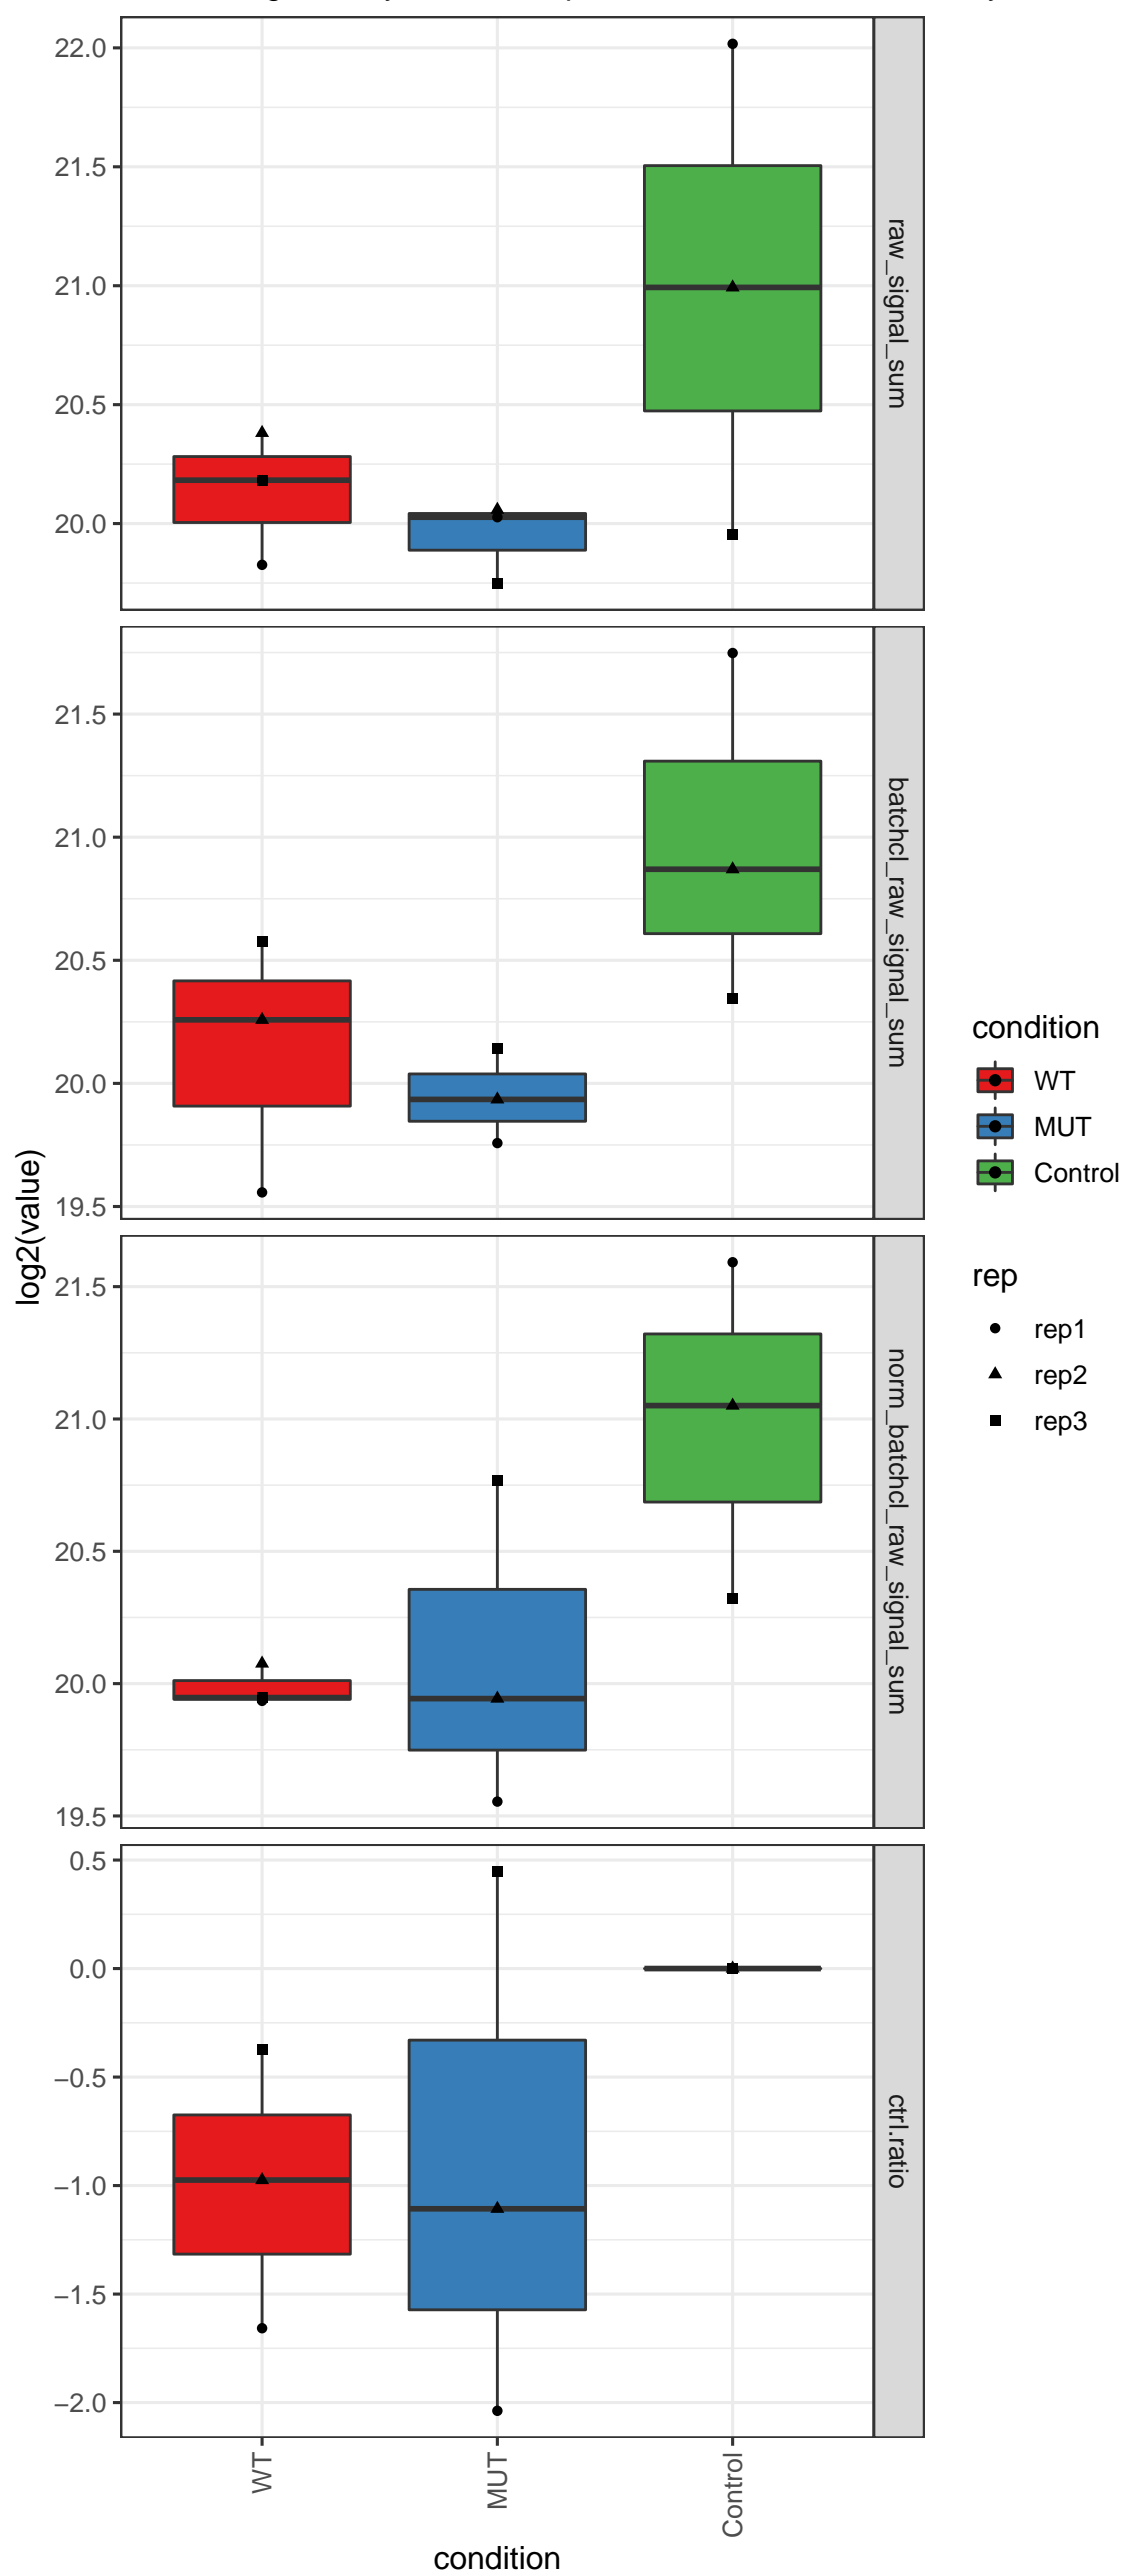 22.0
21.5
21.0
20.5
20.0
raw_signal_sum
21.5
21.0
20.5
20.0
19.5
batchcl_raw_signal_sum
21.5
21.0
20.5
20.0
19.5
norm_batchcl_raw_signal_sum
0.5
0.0
−0.5
−1.0
−1.5
−2.0
ctrl.ratio
log2(value)
WT
MUT
Control
condition
condition
WT
MUT
Control
rep
rep1
rep2
rep3